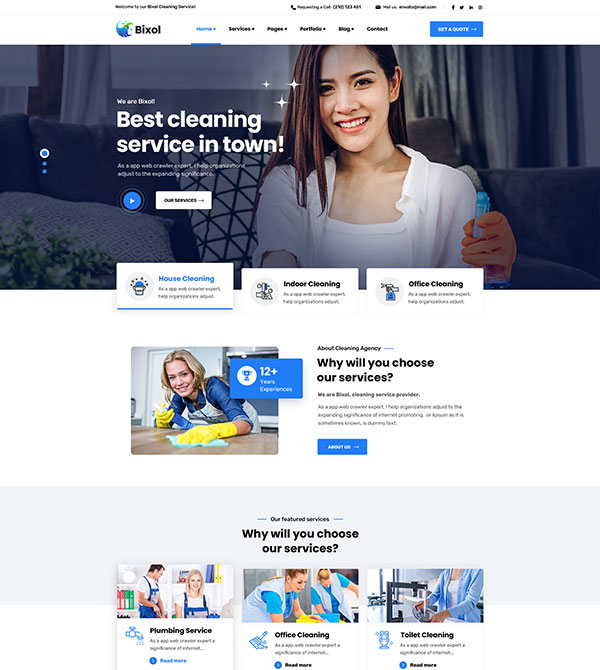 Welcome to our Bixol Cleaning Service!
Requesting a Call: (210) 123 451
Mail us: envato@mail.com
Bixol
Home +
Services +
Pages +
Portfolio +
Blog +
Contact
GET A QUOTE →
We are Bixol!
Best cleaning
service in town!
As a app web crawler expert, I help organizations
adjust to the expanding significance.
OUR SERVICES →
House Cleaning
As a app web crawler expert,
help organizations adjust.
Indoor Cleaning
As a app web crawler expert,
help organizations adjust.
Office Cleaning
As a app web crawler expert,
help organizations adjust.
12+
Years
Experiences
About Cleaning Agency
Why will you choose
our services?
We are Bixol, cleaning service provider.
As a app web crawler expert, I help organizations adjust to the
expanding significance of internet promoting. or lipsum as it is
sometimes known, is dummy text.
ABOUT US →
Our featured services
Why will you choose
our services?
Plumbing Service
As a web crawler expert a
significance of internet...
Read more
Office Cleaning
As a web crawler expert a
significance of internet...
Read more
Toilet Cleaning
As a web crawler expert a
significance of internet...
Read more